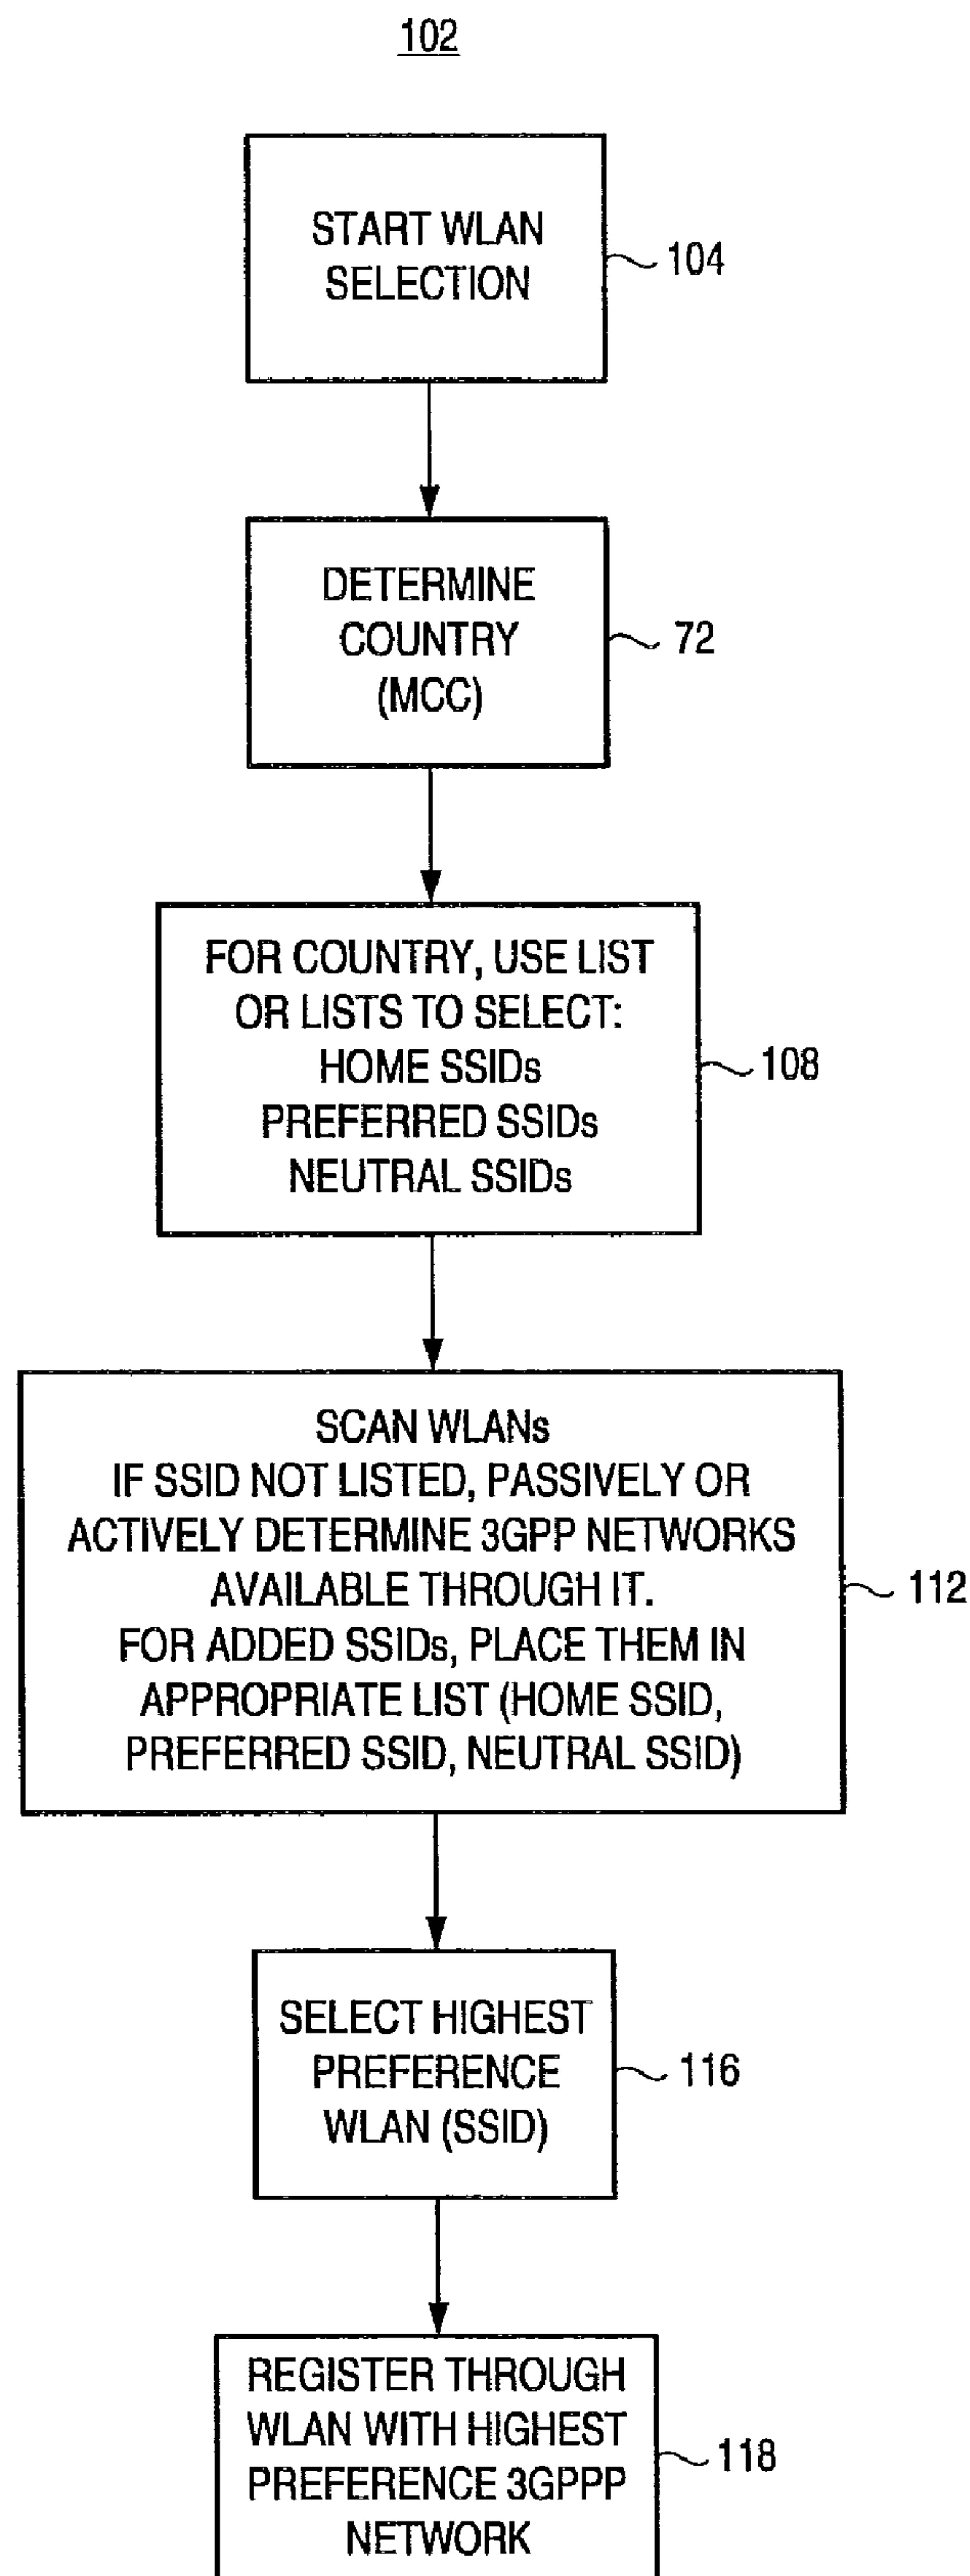 102
START WLAN
SELECTION
104
DETERMINE
COUNTRY
(MCC)
72
FOR COUNTRY, USE LIST
OR LISTS TO SELECT:
HOME SSIDs
PREFERRED SSIDs
NEUTRAL SSIDs
108
SCAN WLANs
IF SSID NOT LISTED, PASSIVELY OR
ACTIVELY DETERMINE 3GPP NETWORKS
AVAILABLE THROUGH IT.
FOR ADDED SSIDs, PLACE THEM IN
APPROPRIATE LIST (HOME SSID,
PREFERRED SSID, NEUTRAL SSID)
112
SELECT HIGHEST
PREFERENCE
WLAN (SSID)
116
REGISTER THROUGH
WLAN WITH HIGHEST
PREFERENCE 3GPPP
NETWORK
118